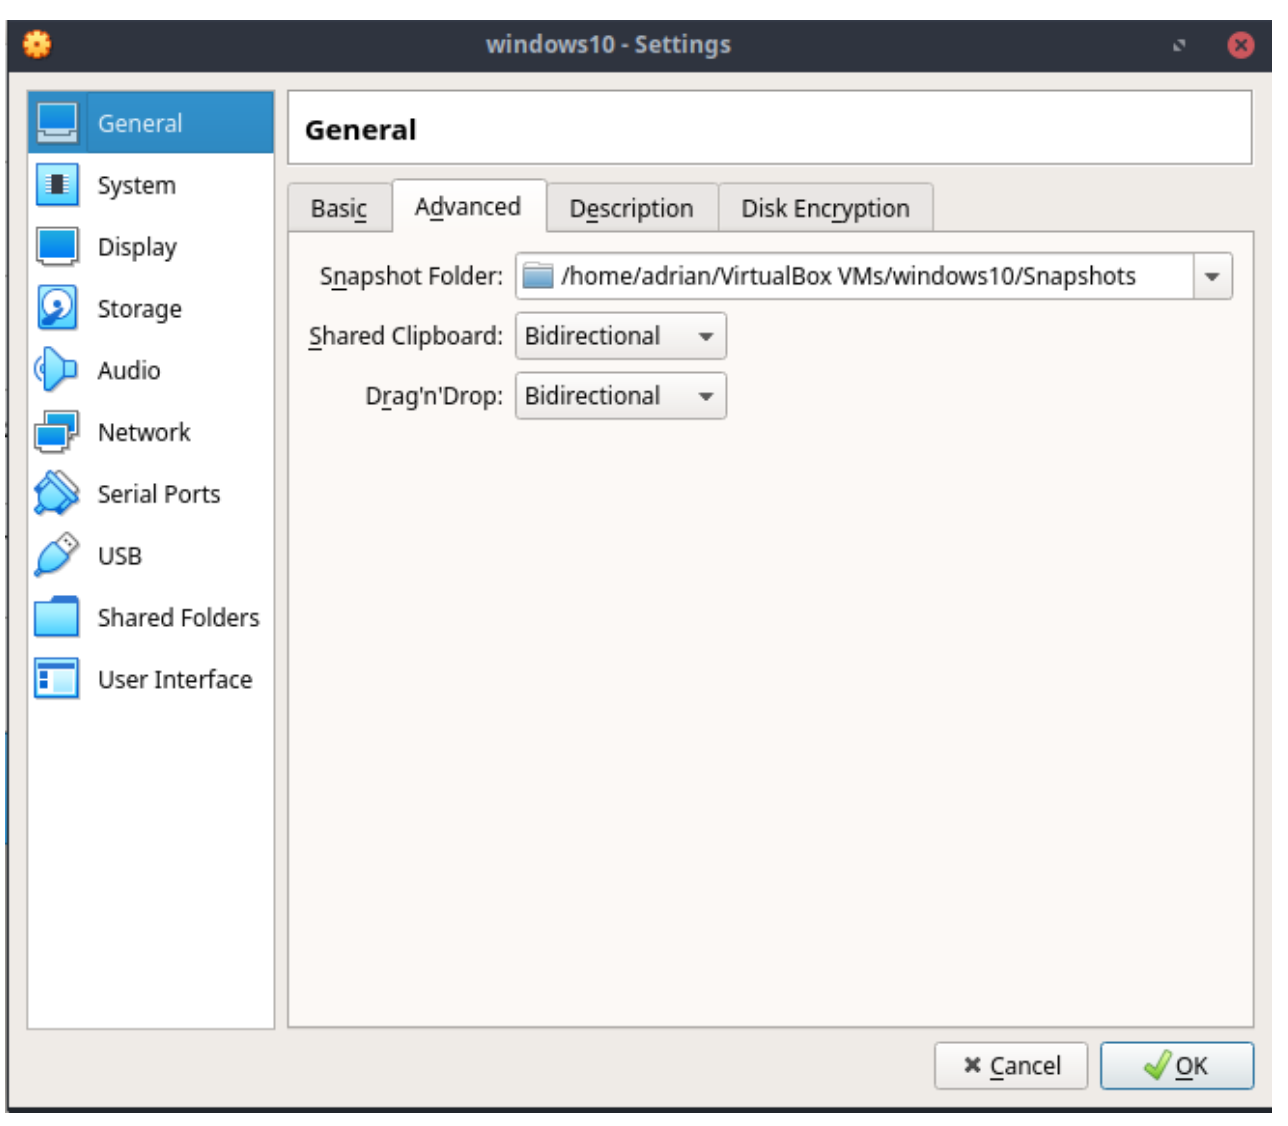 windows10 - Settings
General
System
Display
Storage
Audio
Network
Serial Ports
USB
Shared Folders
User Interface
General
Basic Advanced Description Disk Encryption
Snapshot Folder: /home/adrian/VirtualBox VMs/windows10/Snapshots
Shared Clipboard: Bidirectional
Drag'n'Drop: Bidirectional
Cancel OK